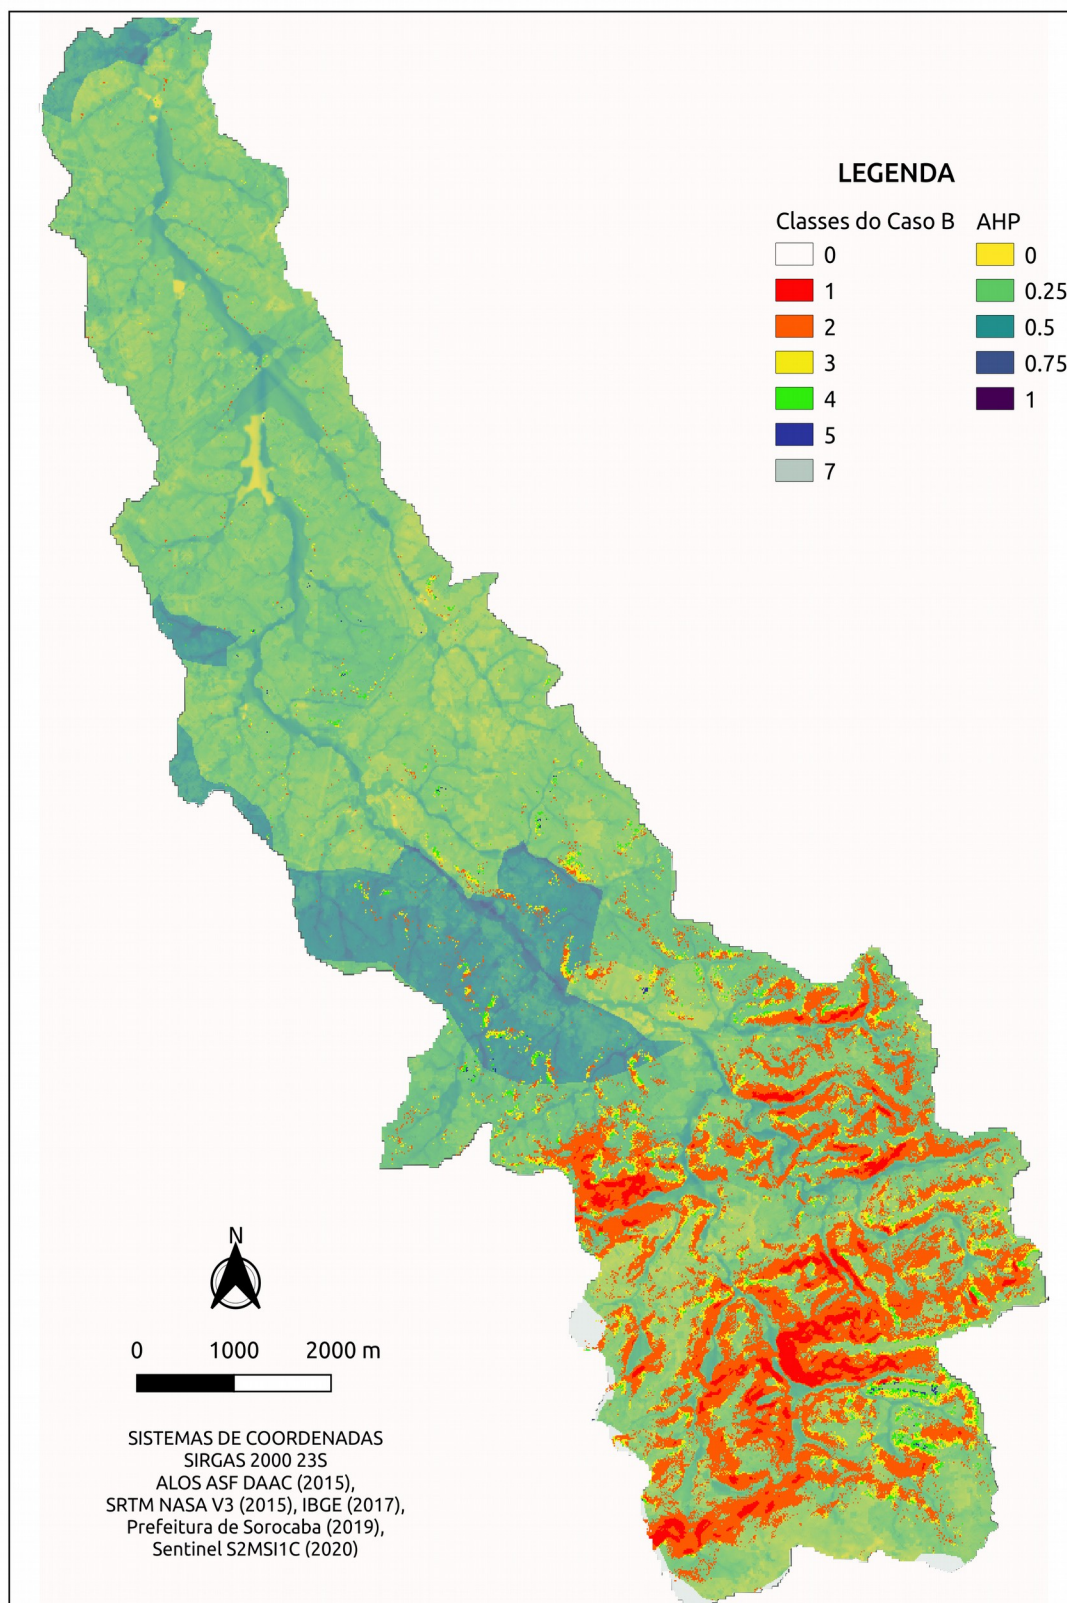 LEGENDA
Classes do Caso B AHP
0 0
1 0.25
2 0.5
3 0.75
4 1
5
7
N
0 1000 2000 m
SISTEMAS DE COORDENADAS
SIRGAS 2000 23S
ALOS ASF DAAC (2015),
SRTM NASA V3 (2015), IBGE (2017),
Prefeitura de Sorocaba (2019),
Sentinel S2MSI1C (2020)